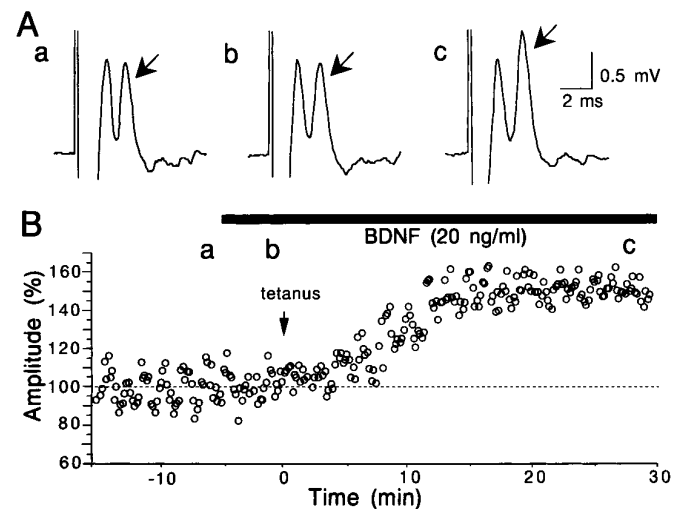 A
a
b
c
0.5 mV
2 ms
B
BDNF (20 ng/ml)
a
b
c
tetanus
Amplitude (%)
160
140
120
100
80
60
-10
0
10
20
30
Time (min)